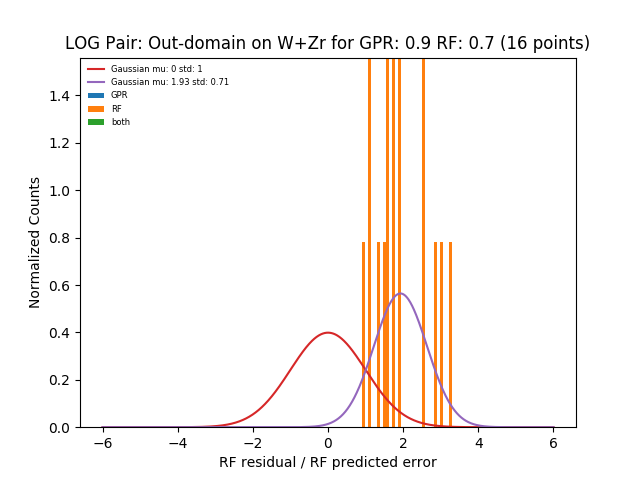 LOG Pair: Out-domain on W+Zr for GPR: 0.9 RF: 0.7 (16 points)
Gaussian mu: 0 std: 1
Gaussian mu: 1.93 std: 0.71
GPR
RF
both
Normalized Counts
1.4
1.2
1.0
0.8
0.6
0.4
0.2
0.0
−6 −4 −2 0 2 4 6
RF residual / RF predicted error